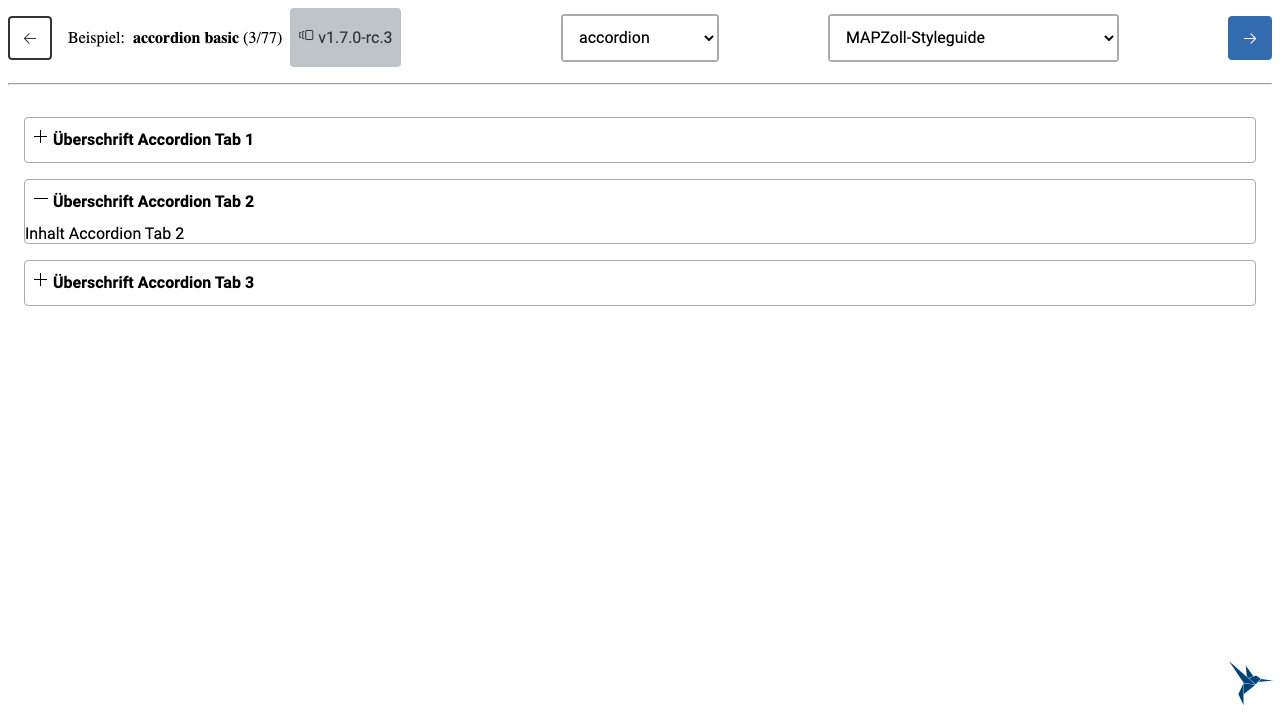 Beispiel: accordion basic (3/77) v1.7.0-rc.3 accordion MAPZoll-Styleguide
Überschrift Accordion Tab 1
Überschrift Accordion Tab 2
Inhalt Accordion Tab 2
Überschrift Accordion Tab 3